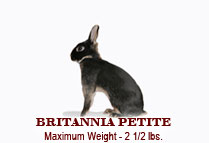 BRITANNIA PETITE
Maximum Weight - 2 1/2 lbs.